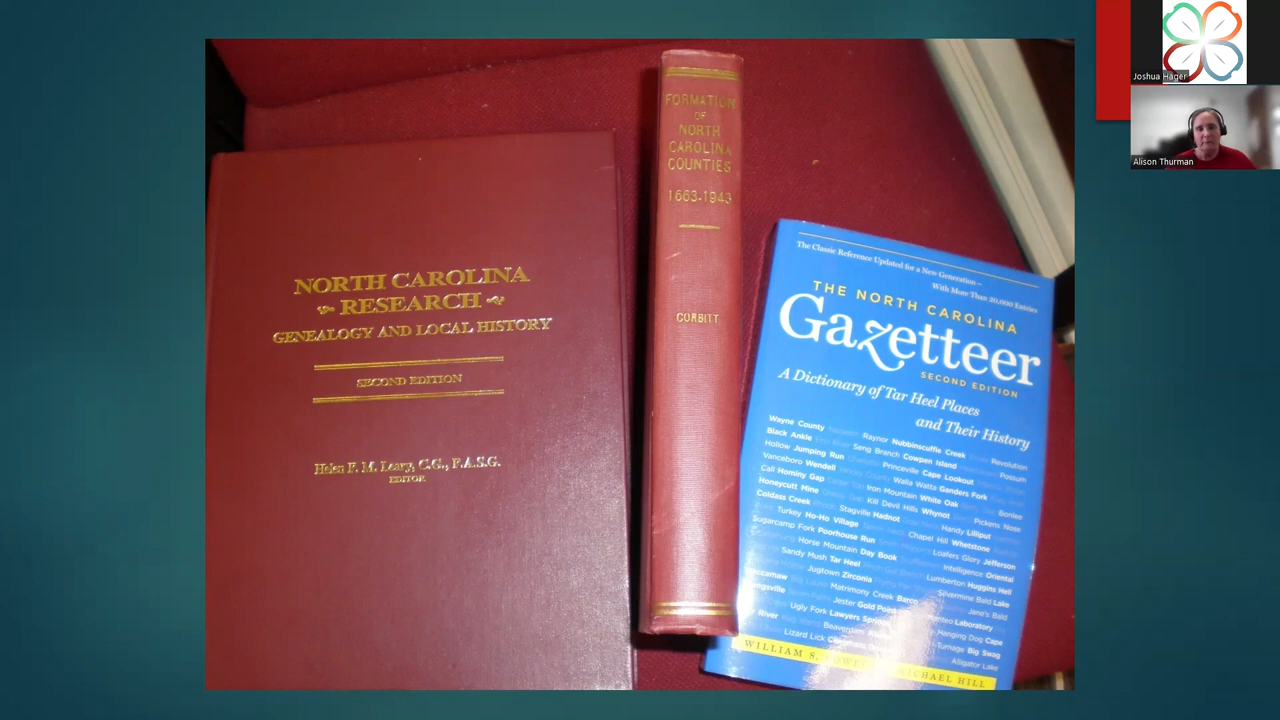 NORTH CAROLINA
RESEARCH
GENEALOGY AND LOCAL HISTORY
SECOND EDITION
Helen F. M. Leary, C.G., F.A.S.G.
EDITOR
FORMATION
OF
NORTH
CAROLINA
COUNTIES
1663-1943
CORBITT
The Classic Reference Updated for a New Generation–
With More Than 20,000 Entries
THE NORTH CAROLINA
Gazetteer
SECOND EDITION
A Dictionary of Tar Heel Places
and Their History
Wayne County Raynor Nubbinscuffle Creek Revolution
Black Ankle Seng Branch Cowpen Island Possum
Hollow Jumping Run Princeville Cape Lookout
Vanceboro Wendell Walla Watta Ganders Fork
Call Hominy Gap Iron Mountain White Oak Bonlee
Honeycutt Mine Kill Devil Hills Whynot Pickens Nose
Coldass Creek Stagville Hadnot Handy Lilliput
Turkey Ho-Ho Village Chapel Hill Whetstone
Sugarcamp Fork Poorhouse Run Loafers Glory Jefferson
Horse Mountain Day Book Intelligence Oriental
Sandy Mush Tar Heel Lumberton Huggins Hell
Jugtown Zirconia Silvermine Bald Lake
Matrimony Creek Jane's Bald
Jester Gold Point Laboratory
River Ugly Fork Lawyers Spring Hanging Dog Cape
Beaverdam Big Swag
Lizard Lick Alligator Lake
WILLIAM S. MICHAEL HILL
Joshua Hager
Alison Thurman